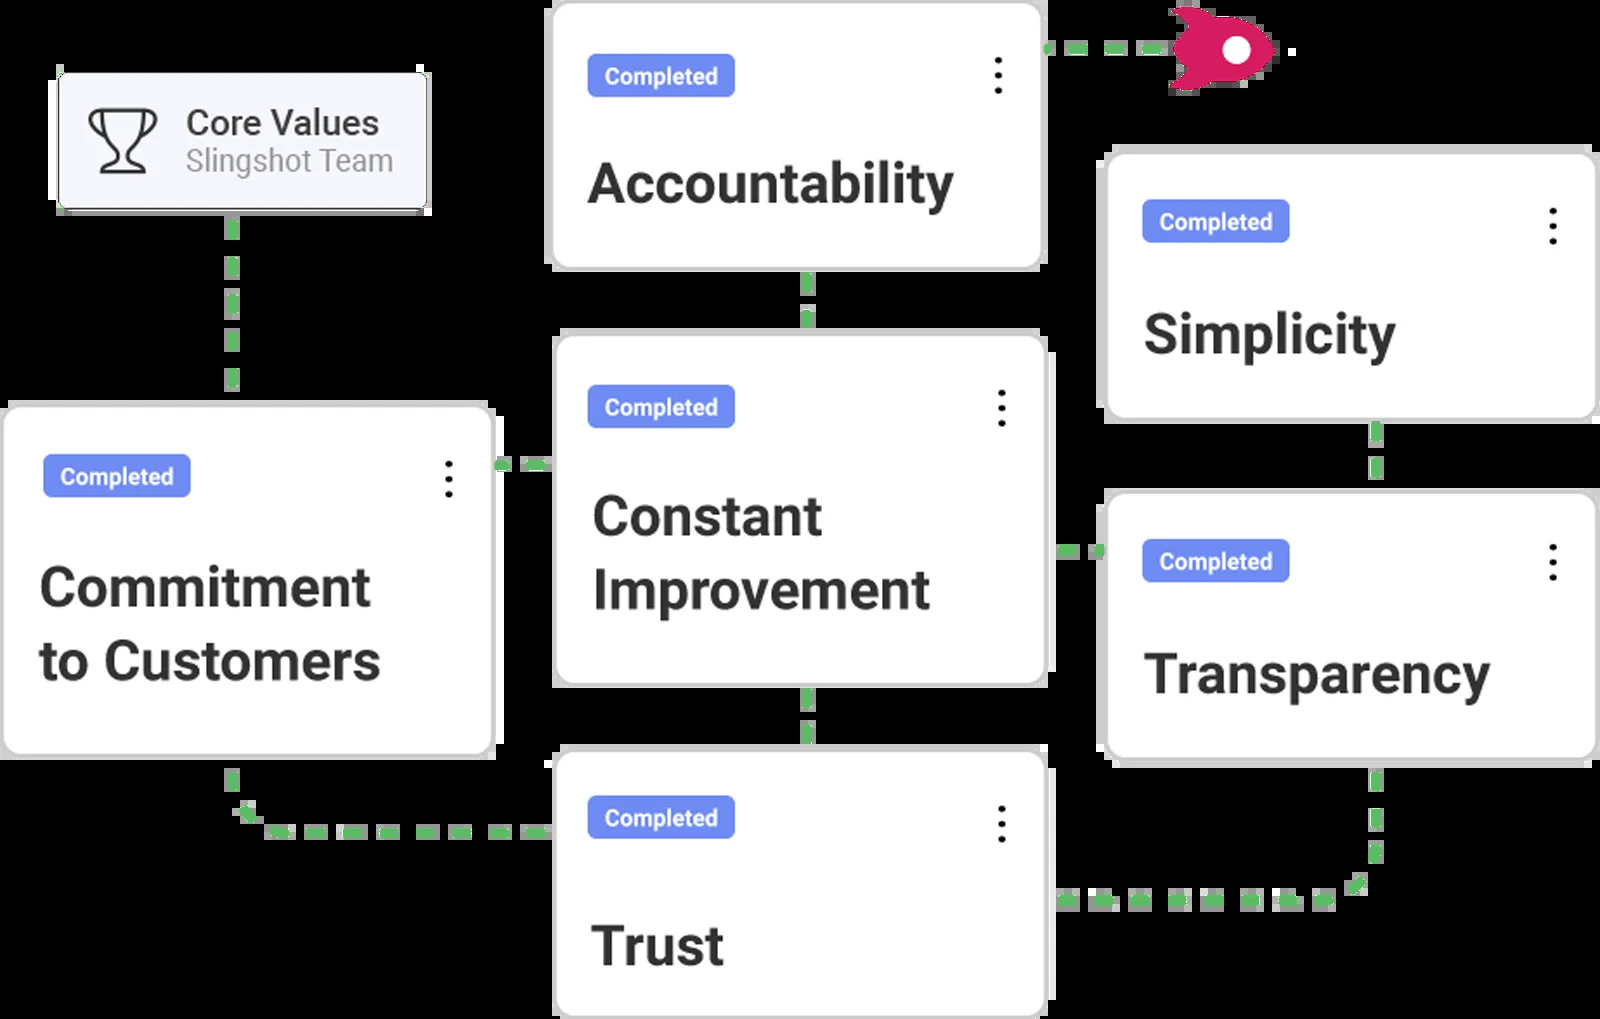 Core Values
Slingshot Team
Completed
Commitment
to Customers
Completed
Accountability
Completed
Constant
Improvement
Completed
Trust
Completed
Simplicity
Completed
Transparency